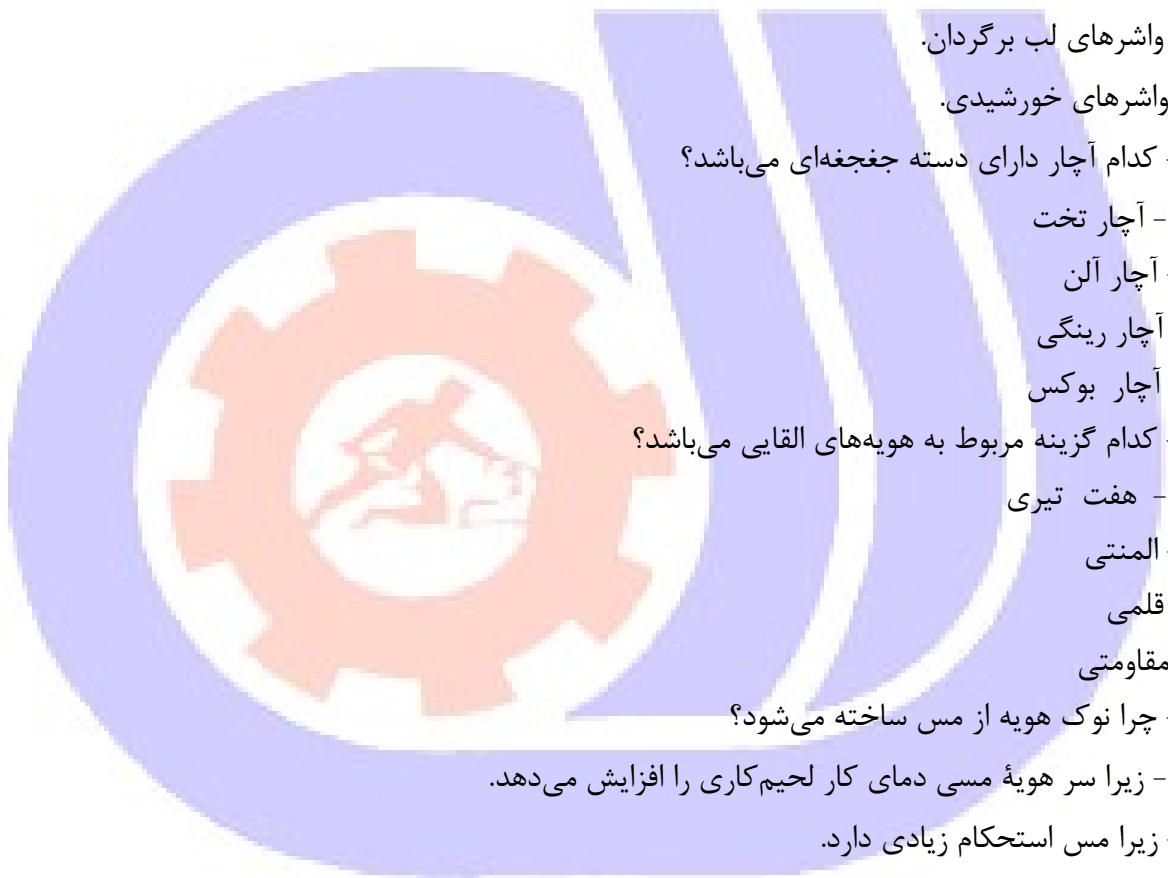 واشرهای لب برگردان.
واشرهای خورشیدی.
- کدام آچار دارای دسته جغجغه‌ای می‌باشد؟
- آچار تخت
- آچار آلن
آچار رینگی
آچار بوکس
- کدام گزینه مربوط به هویه‌های القایی می‌باشد؟
- هفت تیری
- المنتی
قلمی
مقاومتی
- چرا نوک هویه از مس ساخته می‌شود؟
- زیرا سر هویهٔ مسی دمای کار لحیم‌کاری را افزایش می‌دهد.
- زیرا مس استحکام زیادی دارد.